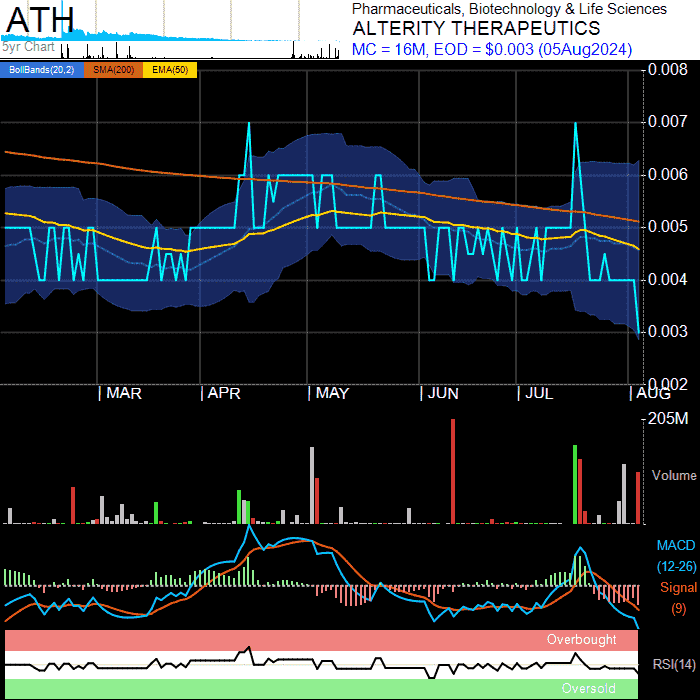 ATH
Pharmaceuticals, Biotechnology & Life Sciences
ALTERITY THERAPEUTICS
5yr Chart
MC = 16M, EOD = $0.003 (05Aug2024)
BollBands(20,2) SMA(200) EMA(50)
0.008
0.007
0.006
0.005
0.004
0.003
0.002
| MAR | APR | MAY | JUN | JUL | AUG
205M
Volume
MACD
(12-26)
Signal
(9)
Overbought
RSI(14)
Oversold